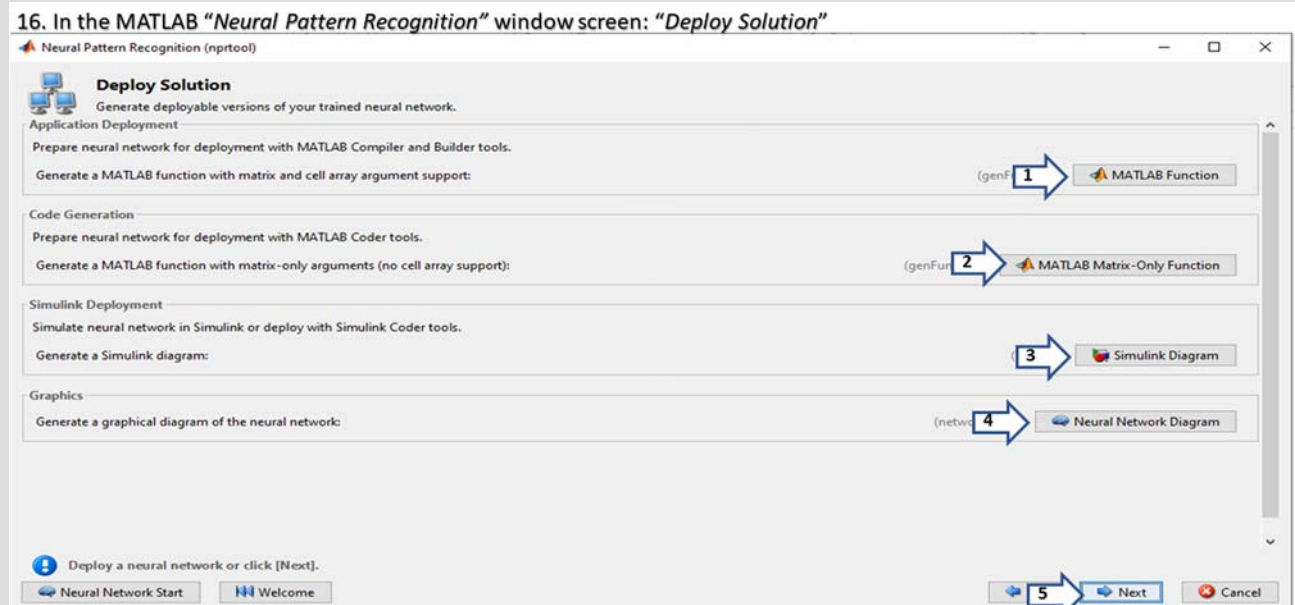 16. In the MATLAB “Neural Pattern Recognition” window screen: “Deploy Solution”
Neural Pattern Recognition (nprtool)
Deploy Solution
Generate deployable versions of your trained neural network.
Application Deployment
Prepare neural network for deployment with MATLAB Compiler and Builder tools.
Generate a MATLAB function with matrix and cell array argument support: 1 MATLAB Function
Code Generation
Prepare neural network for deployment with MATLAB Coder tools.
Generate a MATLAB function with matrix-only arguments (no cell array support): 2 MATLAB Matrix-Only Function
Simulink Deployment
Simulate neural network in Simulink or deploy with Simulink Coder tools.
Generate a Simulink diagram: 3 Simulink Diagram
Graphics
Generate a graphical diagram of the neural network: 4 Neural Network Diagram
Deploy a neural network or click [Next].
Neural Network Start Welcome 5 Next Cancel